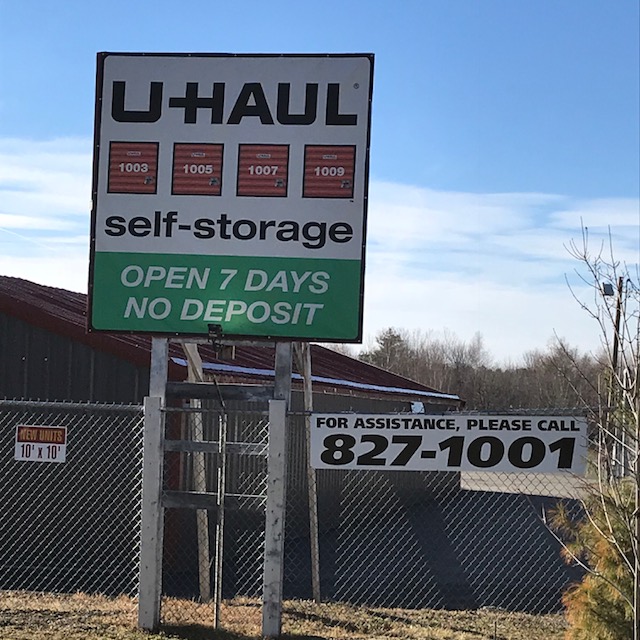 U-HAUL®
1003 1005 1007 1009
self-storage
OPEN 7 DAYS
NO DEPOSIT
NEW UNITS
10' x 10'
FOR ASSISTANCE, PLEASE CALL
827-1001